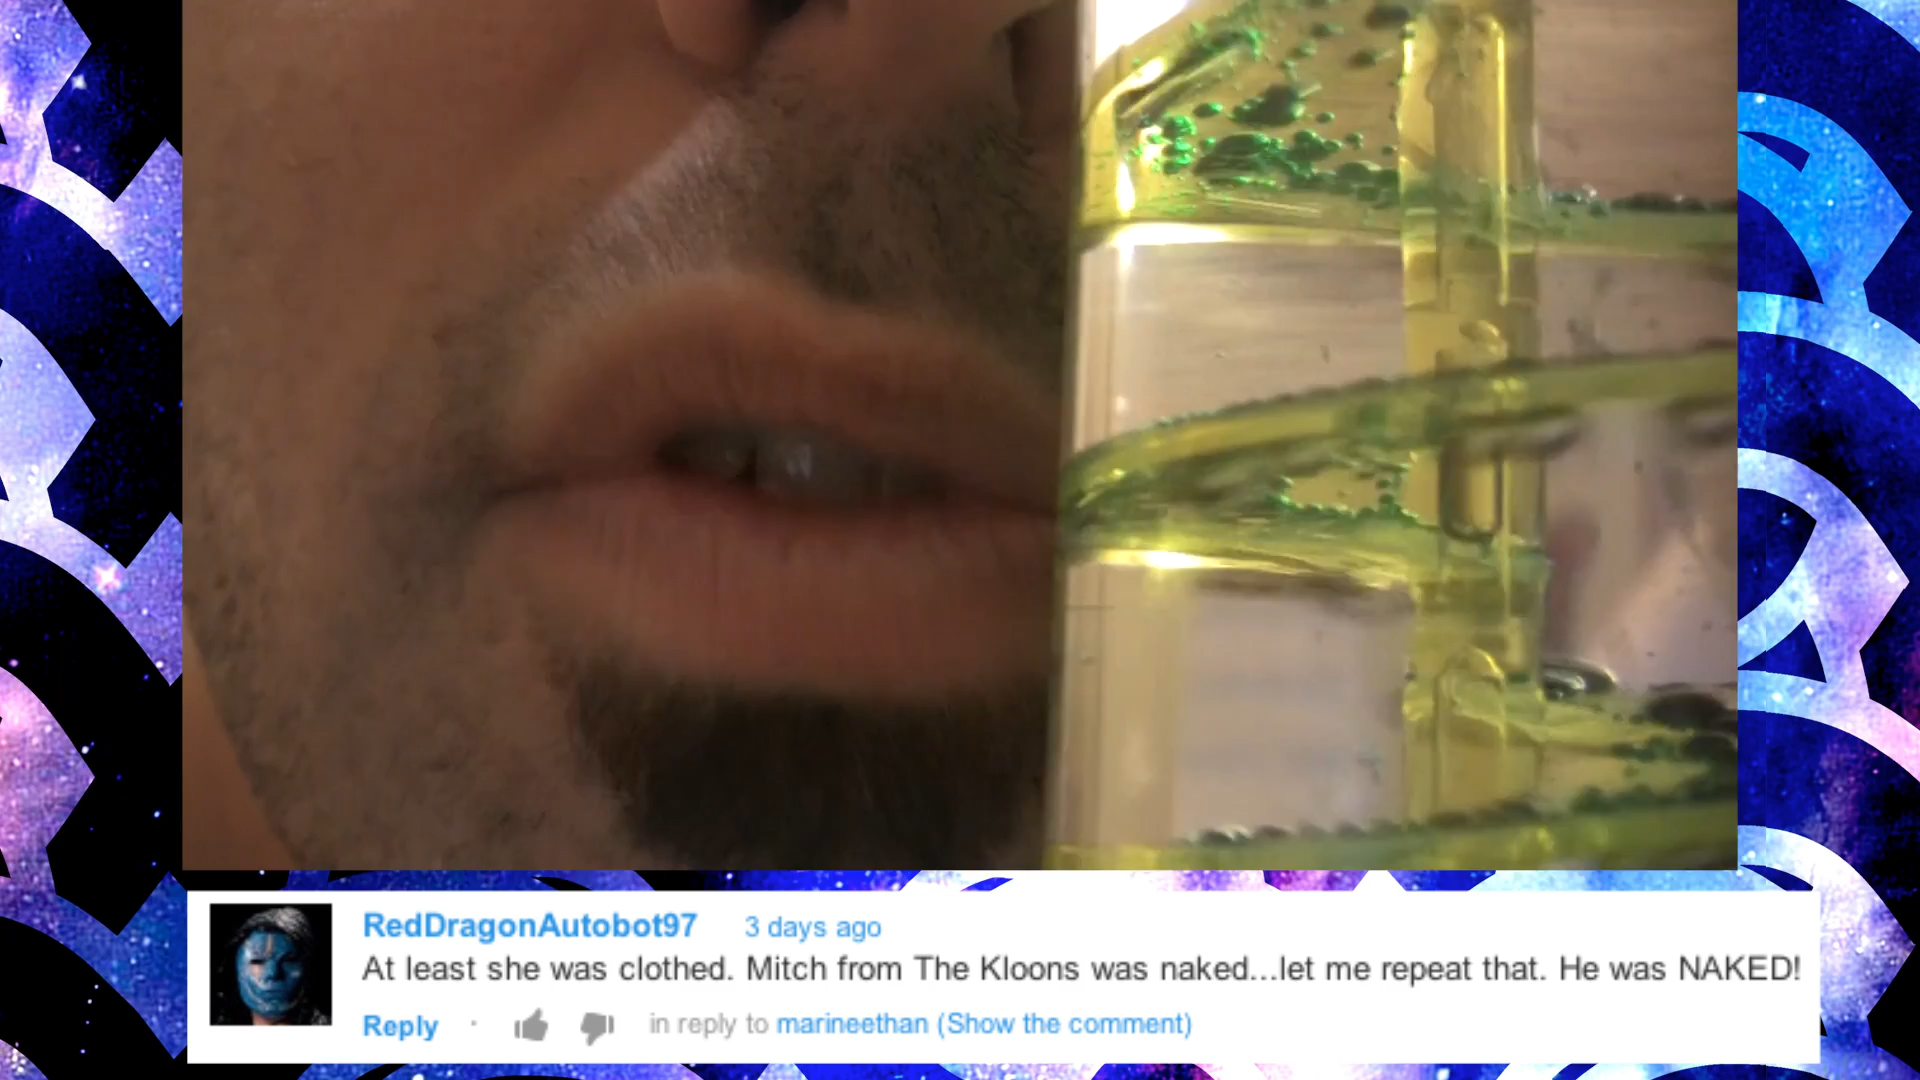 RedDragonAutobot97 3 days ago
At least she was clothed. Mitch from The Kloons was naked...let me repeat that. He was NAKED!
Reply · in reply to marineethan (Show the comment)